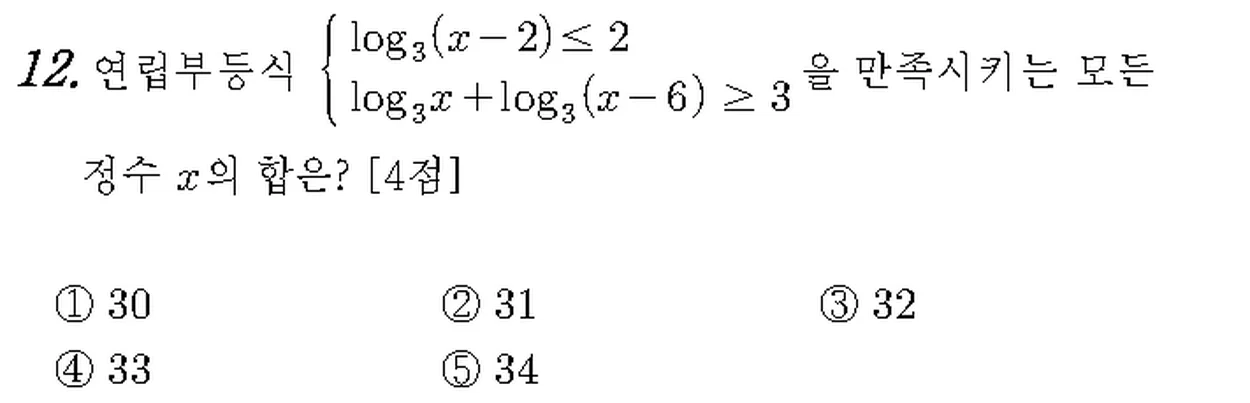 12. 연립부등식 { log₃(x−2) ≤ 2
log₃x + log₃(x−6) ≥ 3 을 만족시키는 모든
정수 x의 합은? [4점]
① 30 ② 31 ③ 32
④ 33 ⑤ 34